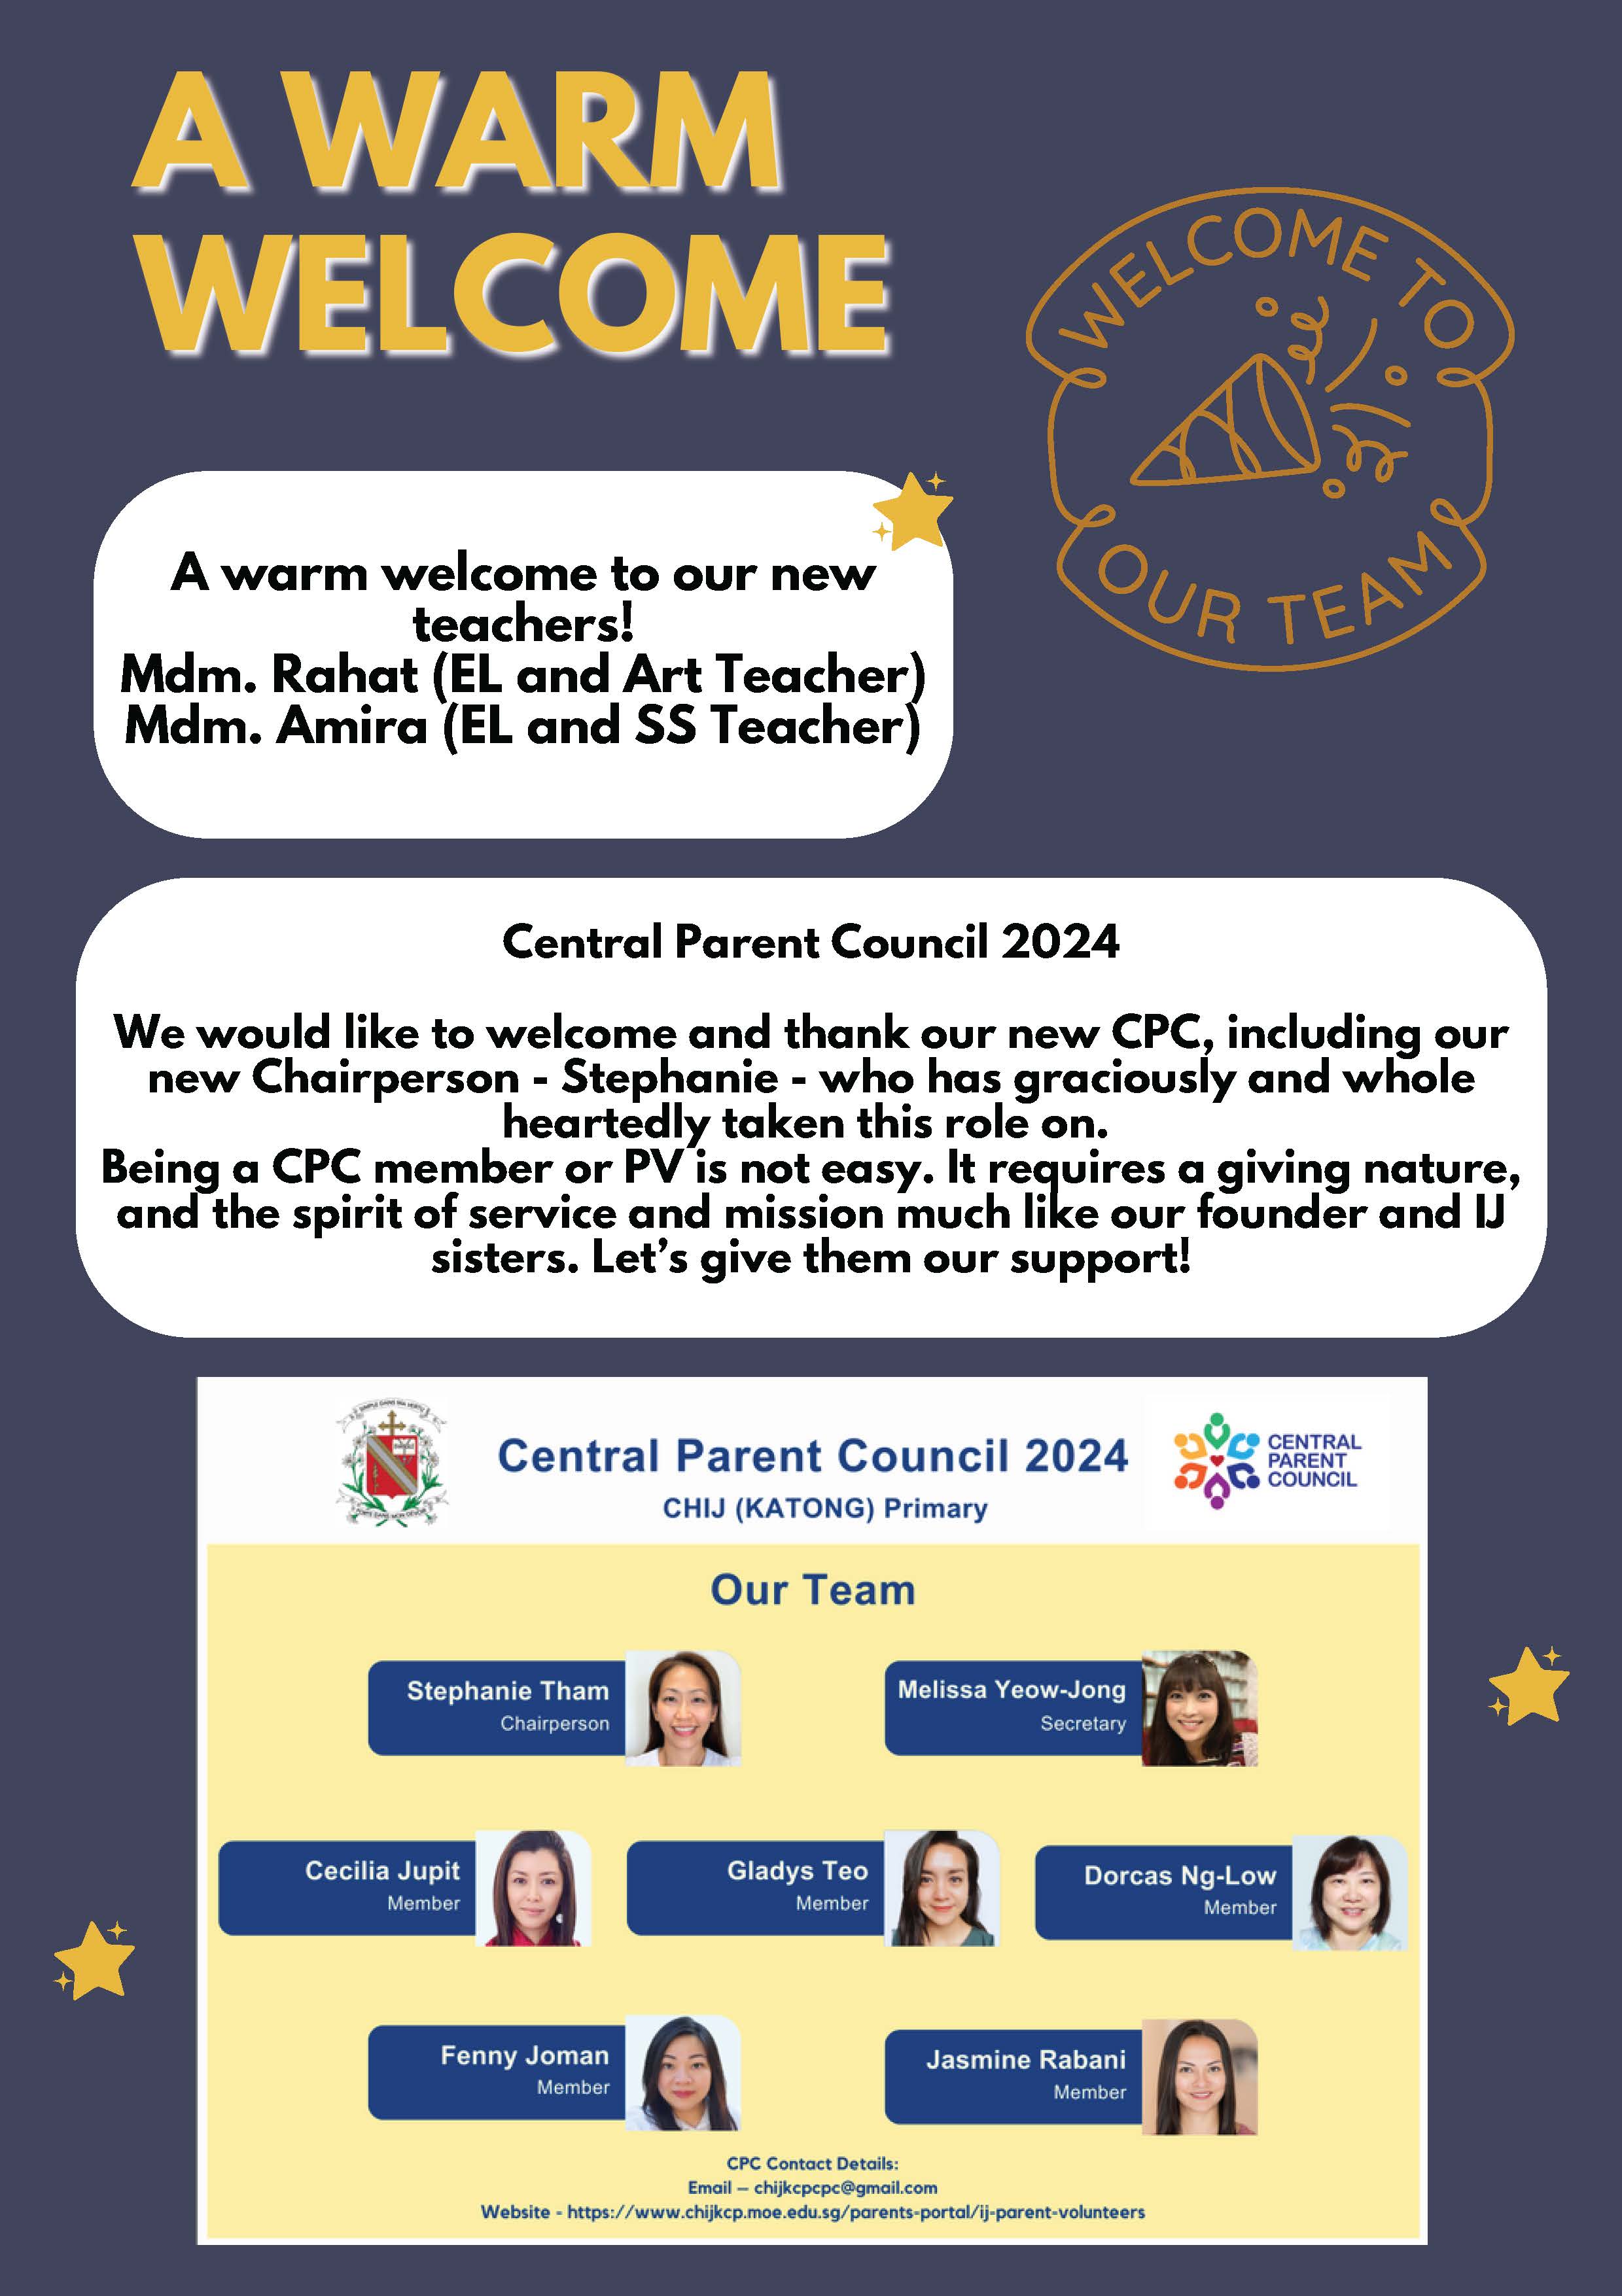 A WARM
WELCOME
WELCOME TO
OUR TEAM
A warm welcome to our new
teachers!
Mdm. Rahat (EL and Art Teacher)
Mdm. Amira (EL and SS Teacher)
Central Parent Council 2024
We would like to welcome and thank our new CPC, including our
new Chairperson - Stephanie - who has graciously and whole
heartedly taken this role on.
Being a CPC member or PV is not easy. It requires a giving nature,
and the spirit of service and mission much like our founder and IJ
sisters. Let's give them our support!
Central Parent Council 2024
CHIJ (KATONG) Primary
CENTRAL
PARENT
COUNCIL
Our Team
Stephanie Tham
Chairperson
Melissa Yeow-Jong
Secretary
Cecilia Jupit
Member
Gladys Teo
Member
Dorcas Ng-Low
Member
Fenny Joman
Member
Jasmine Rabani
Member
CPC Contact Details:
Email – chijkcpcpc@gmail.com
Website - https://www.chijkcp.moe.edu.sg/parents-portal/ij-parent-volunteers